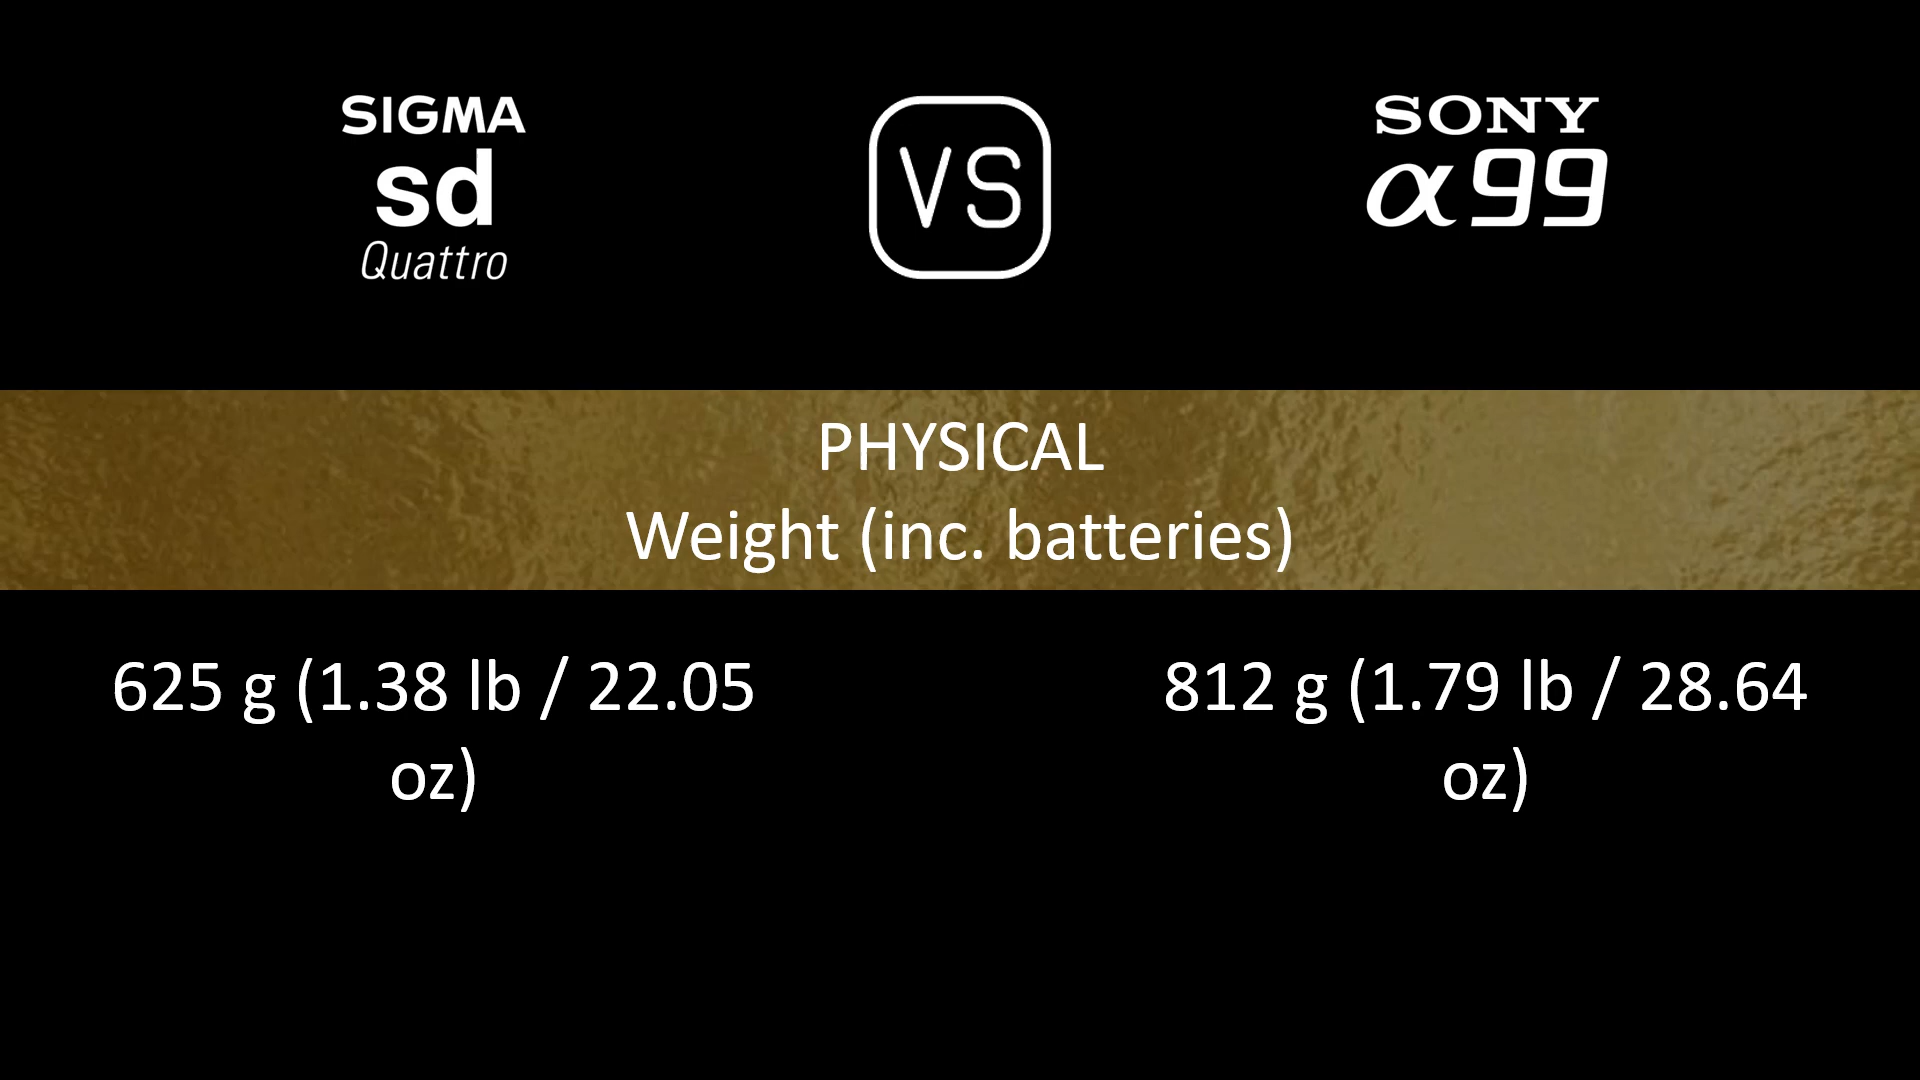 SIGMA
sd
Quattro
VS
SONY
α99
PHYSICAL
Weight (inc. batteries)
625 g (1.38 lb / 22.05
oz)
812 g (1.79 lb / 28.64
oz)